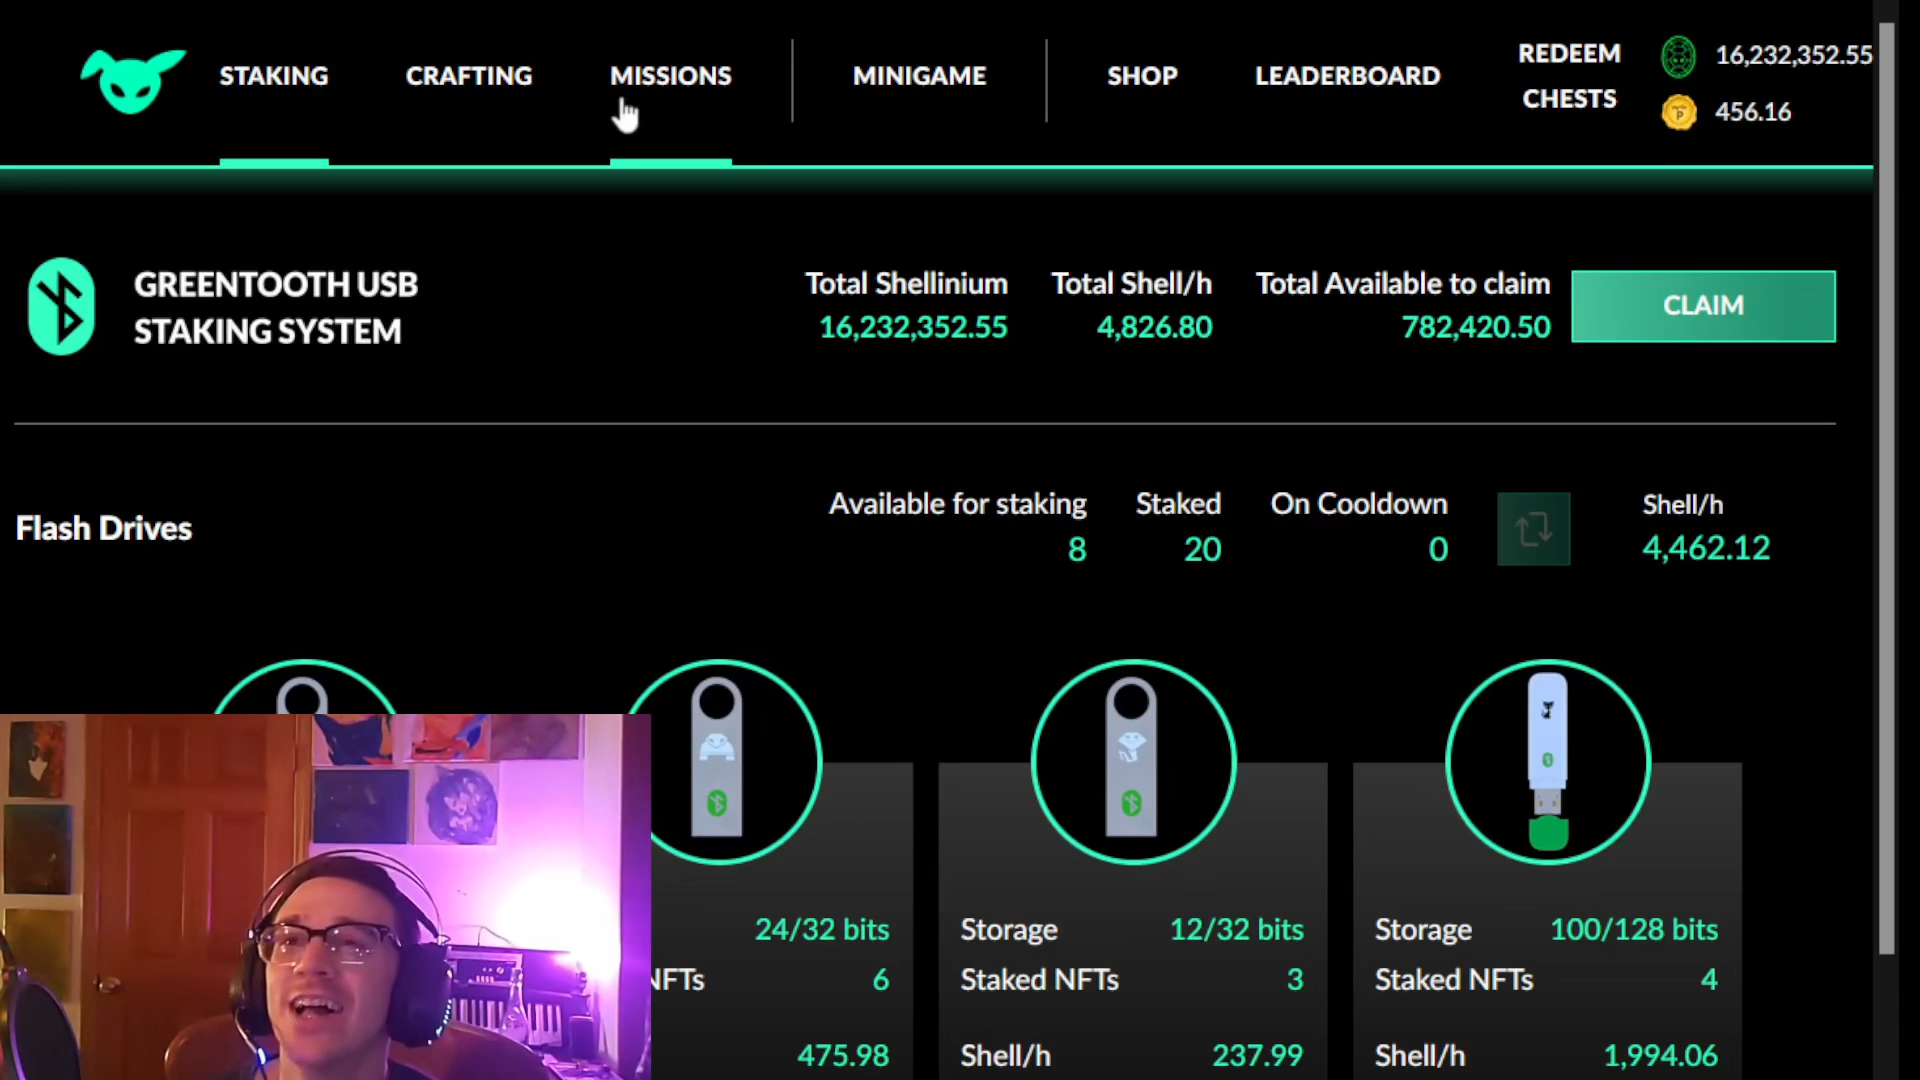 STAKING CRAFTING MISSIONS MINIGAME SHOP LEADERBOARD
REDEEM
CHESTS
16,232,352.55
456.16
GREENTOOTH USB
STAKING SYSTEM
Total Shellinium Total Shell/h Total Available to claim
16,232,352.55 4,826.80 782,420.50
CLAIM
Flash Drives
Available for staking Staked On Cooldown Shell/h
8 20 0 4,462.12
24/32 bits
NFTs 6
475.98
Storage 12/32 bits
Staked NFTs 3
Shell/h 237.99
Storage 100/128 bits
Staked NFTs 4
Shell/h 1,994.06